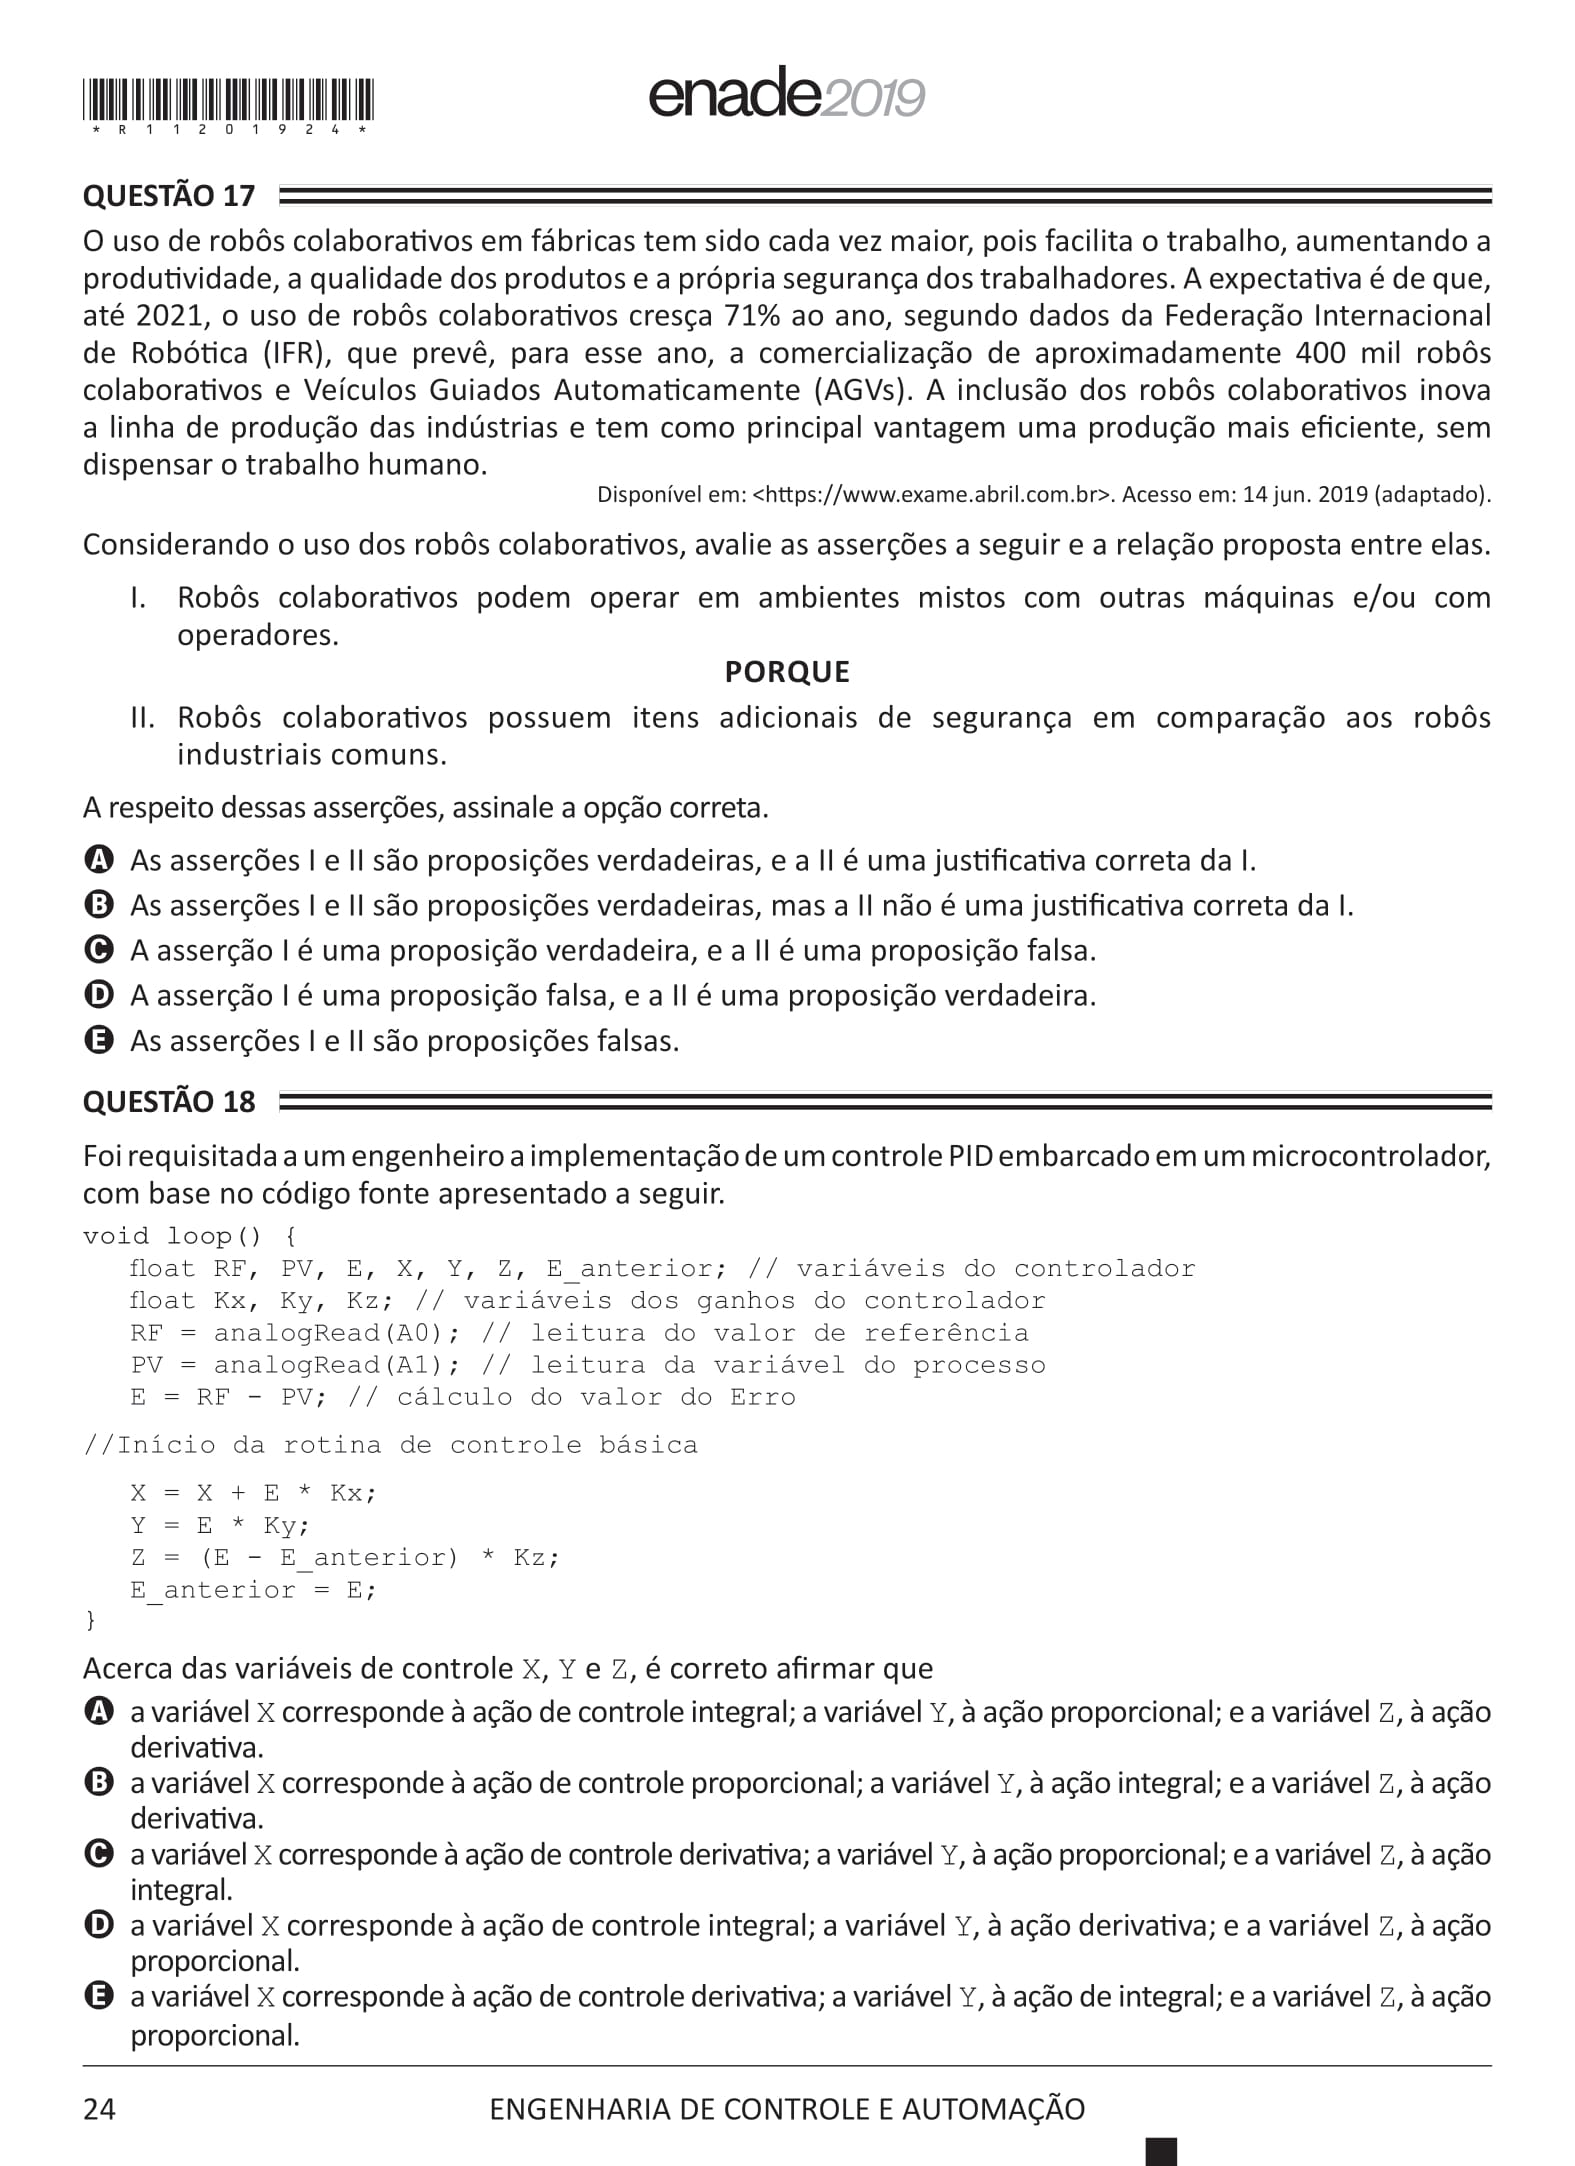 enade2019
*R11201924*
QUESTÃO 17
O uso de robôs colaborativos em fábricas tem sido cada vez maior, pois facilita o trabalho, aumentando a
produtividade, a qualidade dos produtos e a própria segurança dos trabalhadores. A expectativa é de que,
até 2021, o uso de robôs colaborativos cresça 71% ao ano, segundo dados da Federação Internacional
de Robótica (IFR), que prevê, para esse ano, a comercialização de aproximadamente 400 mil robôs
colaborativos e Veículos Guiados Automaticamente (AGVs). A inclusão dos robôs colaborativos inova
a linha de produção das indústrias e tem como principal vantagem uma produção mais eficiente, sem
dispensar o trabalho humano.
Disponível em: <https://www.exame.abril.com.br>. Acesso em: 14 jun. 2019 (adaptado).
Considerando o uso dos robôs colaborativos, avalie as asserções a seguir e a relação proposta entre elas.
I. Robôs colaborativos podem operar em ambientes mistos com outras máquinas e/ou com
operadores.
PORQUE
II. Robôs colaborativos possuem itens adicionais de segurança em comparação aos robôs
industriais comuns.
A respeito dessas asserções, assinale a opção correta.
A As asserções I e II são proposições verdadeiras, e a II é uma justificativa correta da I.
B As asserções I e II são proposições verdadeiras, mas a II não é uma justificativa correta da I.
C A asserção I é uma proposição verdadeira, e a II é uma proposição falsa.
D A asserção I é uma proposição falsa, e a II é uma proposição verdadeira.
E As asserções I e II são proposições falsas.
QUESTÃO 18
Foi requisitada a um engenheiro a implementação de um controle PID embarcado em um microcontrolador,
com base no código fonte apresentado a seguir.
void loop() {
float RF, PV, E, X, Y, Z, E_anterior; // variáveis do controlador
float Kx, Ky, Kz; // variáveis dos ganhos do controlador
RF = analogRead(A0); // leitura do valor de referência
PV = analogRead(A1); // leitura da variável do processo
E = RF - PV; // cálculo do valor do Erro
//Início da rotina de controle básica
X = X + E * Kx;
Y = E * Ky;
Z = (E - E_anterior) * Kz;
E_anterior = E;
}
Acerca das variáveis de controle X, Y e Z, é correto afirmar que
A a variável X corresponde à ação de controle integral; a variável Y, à ação proporcional; e a variável Z, à ação
derivativa.
B a variável X corresponde à ação de controle proporcional; a variável Y, à ação integral; e a variável Z, à ação
derivativa.
C a variável X corresponde à ação de controle derivativa; a variável Y, à ação proporcional; e a variável Z, à ação
integral.
D a variável X corresponde à ação de controle integral; a variável Y, à ação derivativa; e a variável Z, à ação
proporcional.
E a variável X corresponde à ação de controle derivativa; a variável Y, à ação de integral; e a variável Z, à ação
proporcional.
24
ENGENHARIA DE CONTROLE E AUTOMAÇÃO